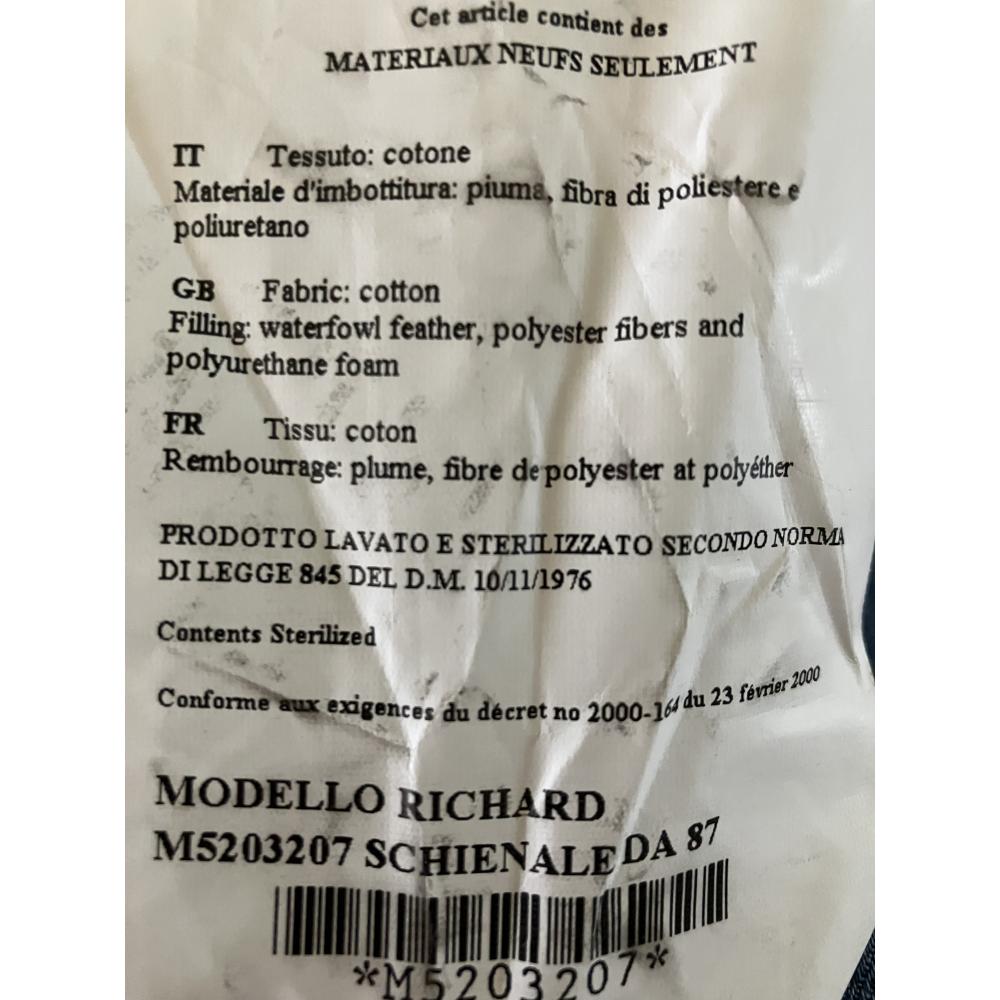 Cet article contient des
MATERIAUX NEUFS SEULEMENT
IT Tessuto: cotone
Materiale d'imbottitura: piuma, fibra di poliestere e
poliuretano
GB Fabric: cotton
Filling: waterfowl feather, polyester fibers and
polyurethane foam
FR Tissu: coton
Rembourrage: plume, fibre de polyester at polyéther
PRODOTTO LAVATO E STERILIZZATO SECONDO NORMA
DI LEGGE 845 DEL D.M. 10/11/1976
Contents Sterilized
Conforme aux exigences du décret no 2000-164 du 23 février 2000
MODELLO RICHARD
M5203207 SCHIENALE DA 87
*M5203207*